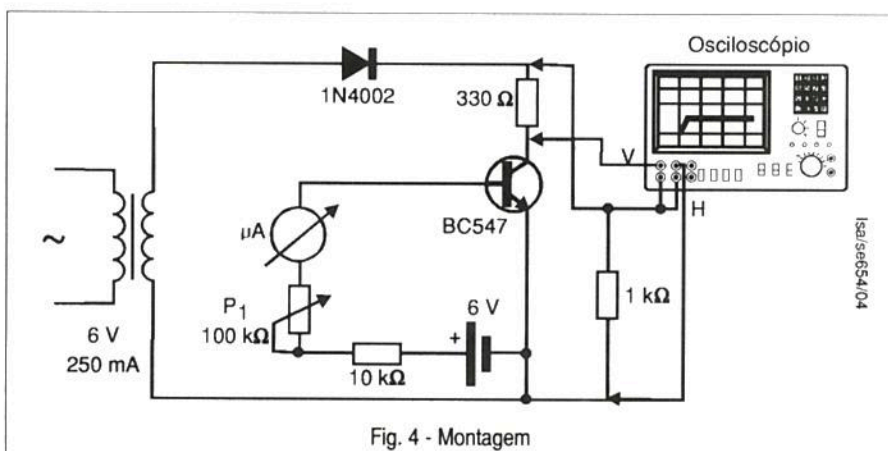 Osciloscópio
1N4002
330 Ω
V
BC547
H
µA
~
P1
100 kΩ
6 V
+
1 kΩ
6 V
250 mA
10 kΩ
Isa/se654/04
Fig. 4 - Montagem